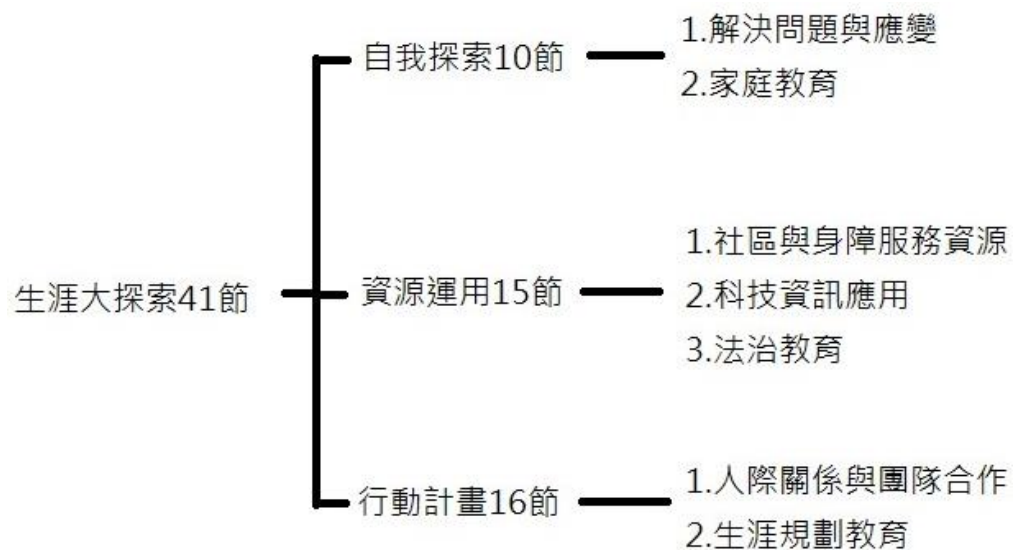 生涯大探索41節
自我探索10節
1.解決問題與應變
2.家庭教育
資源運用15節
1.社區與身障服務資源
2.科技資訊應用
3.法治教育
行動計畫16節
1.人際關係與團隊合作
2.生涯規劃教育